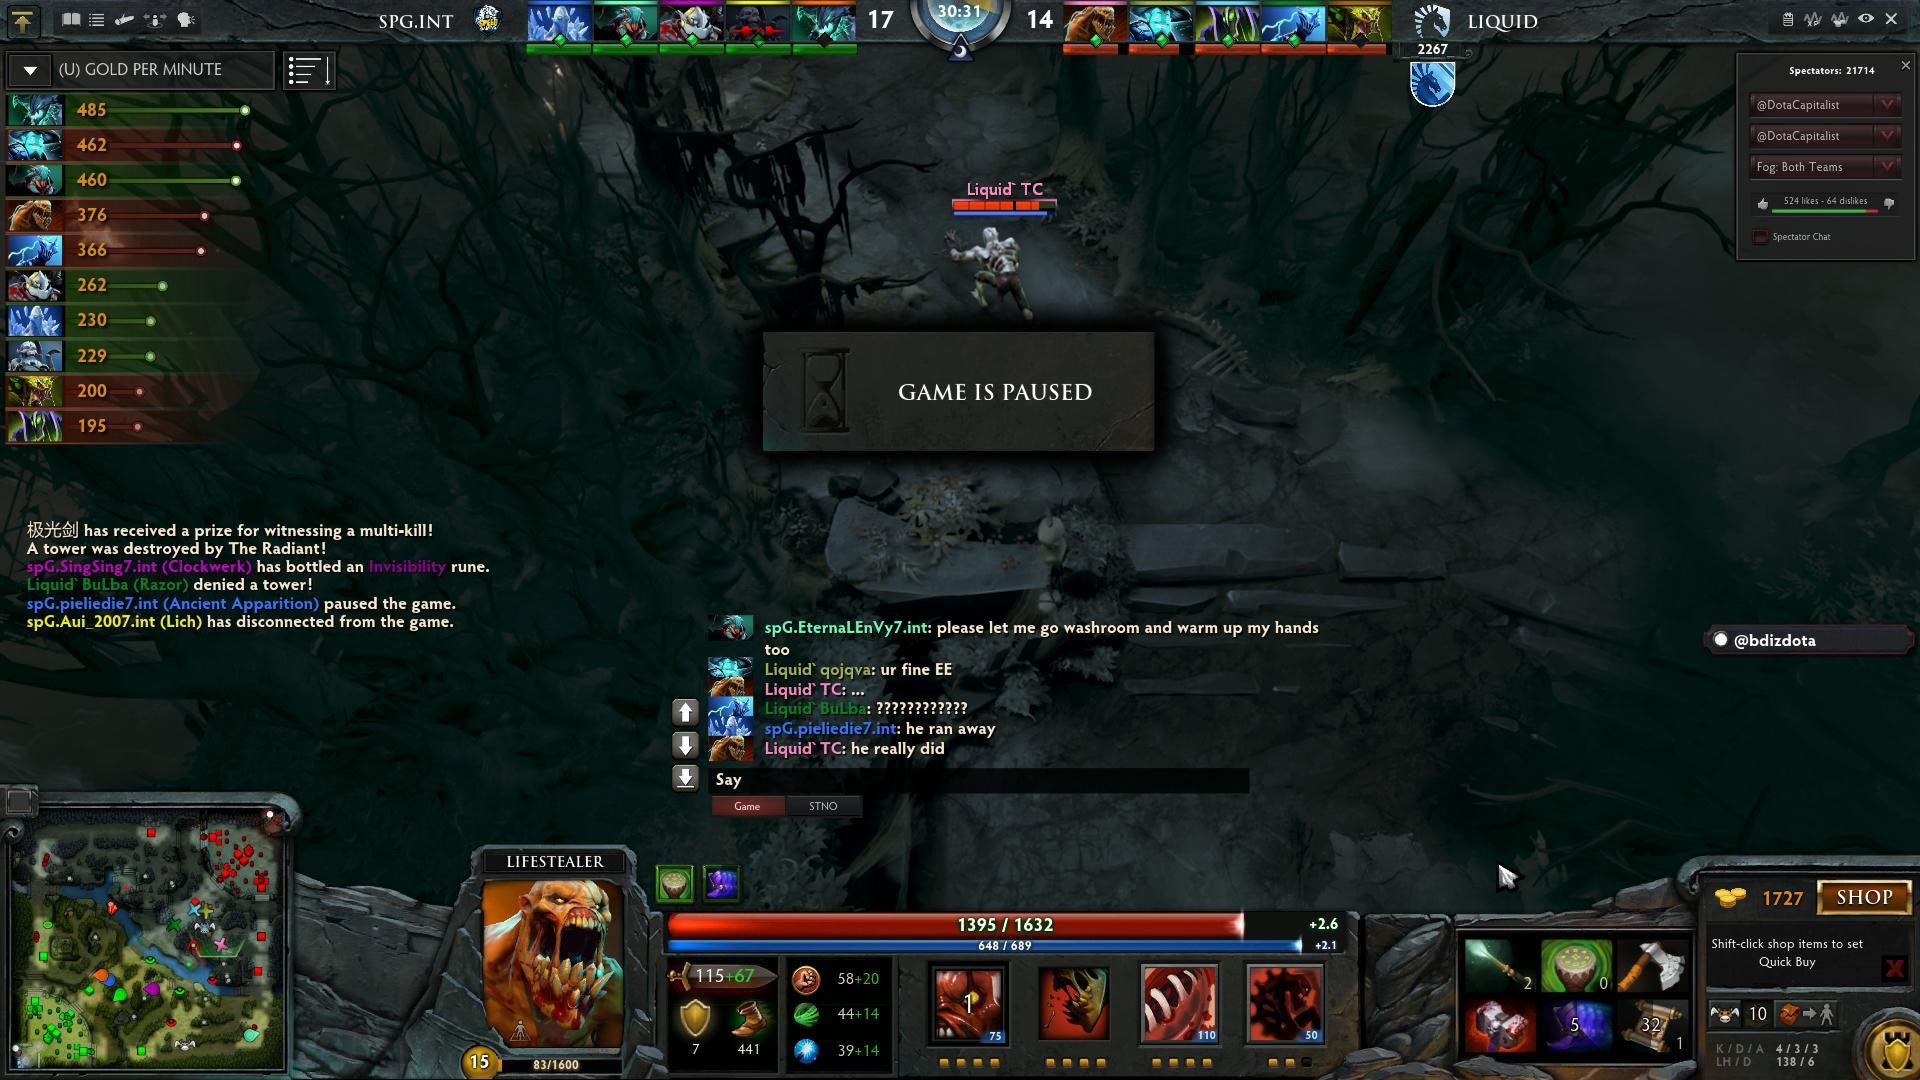 SPG.INT
17
30:31
14
LIQUID
2267
(U) GOLD PER MINUTE
485
462
460
376
366
262
230
229
200
195
Spectators: 21714
@DotaCapitalist
@DotaCapitalist
Fog: Both Teams
524 likes - 64 dislikes
Spectator Chat
Liquid` TC
GAME IS PAUSED
极光剑 has received a prize for witnessing a multi-kill!
A tower was destroyed by The Radiant!
spG.SingSing7.int (Clockwerk) has bottled an Invisibility rune.
Liquid` BuLba (Razor) denied a tower!
spG.pieliedie7.int (Ancient Apparition) paused the game.
spG.Aui_2007.int (Lich) has disconnected from the game.
spG.EternaLEnVy7.int: please let me go washroom and warm up my hands
too
Liquid` qojqva: ur fine EE
Liquid` TC: ...
Liquid` BuLba: ????????????
spG.pieliedie7.int: he ran away
Liquid` TC: he really did
Say
Game
STNO
@bdizdota
LIFESTEALER
15
83/1600
1395 / 1632
+2.6
648 / 689
+2.1
115+67
7
441
58+20
44+14
39+14
1
75
110
50
2
0
5
32
1
1727
SHOP
Shift-click shop items to set
Quick Buy
10
K / D / A 4 / 3 / 3
LH / D 138 / 6